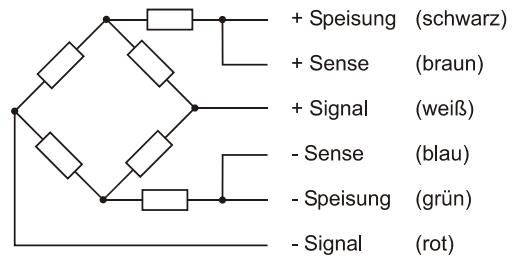 + Speisung (schwarz)
+ Sense (braun)
+ Signal (weiß)
- Sense (blau)
- Speisung (grün)
- Signal (rot)